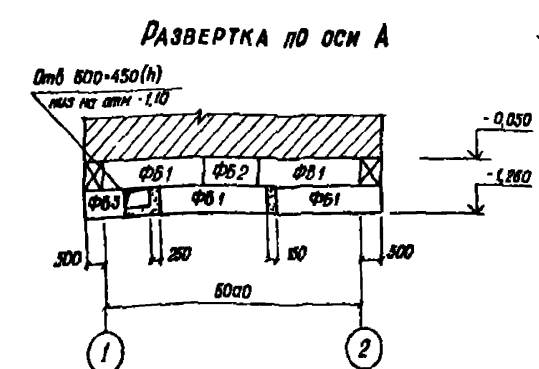 РАЗВЕРТКА ПО ОСИ А
Отв 600×450(h)
низ на отм -1,10
-0,050
-1,260
ФБ1
ФБ2
ФБ1
ФБ3
ФБ1
ФБ1
300
250
150
300
6000
1
2